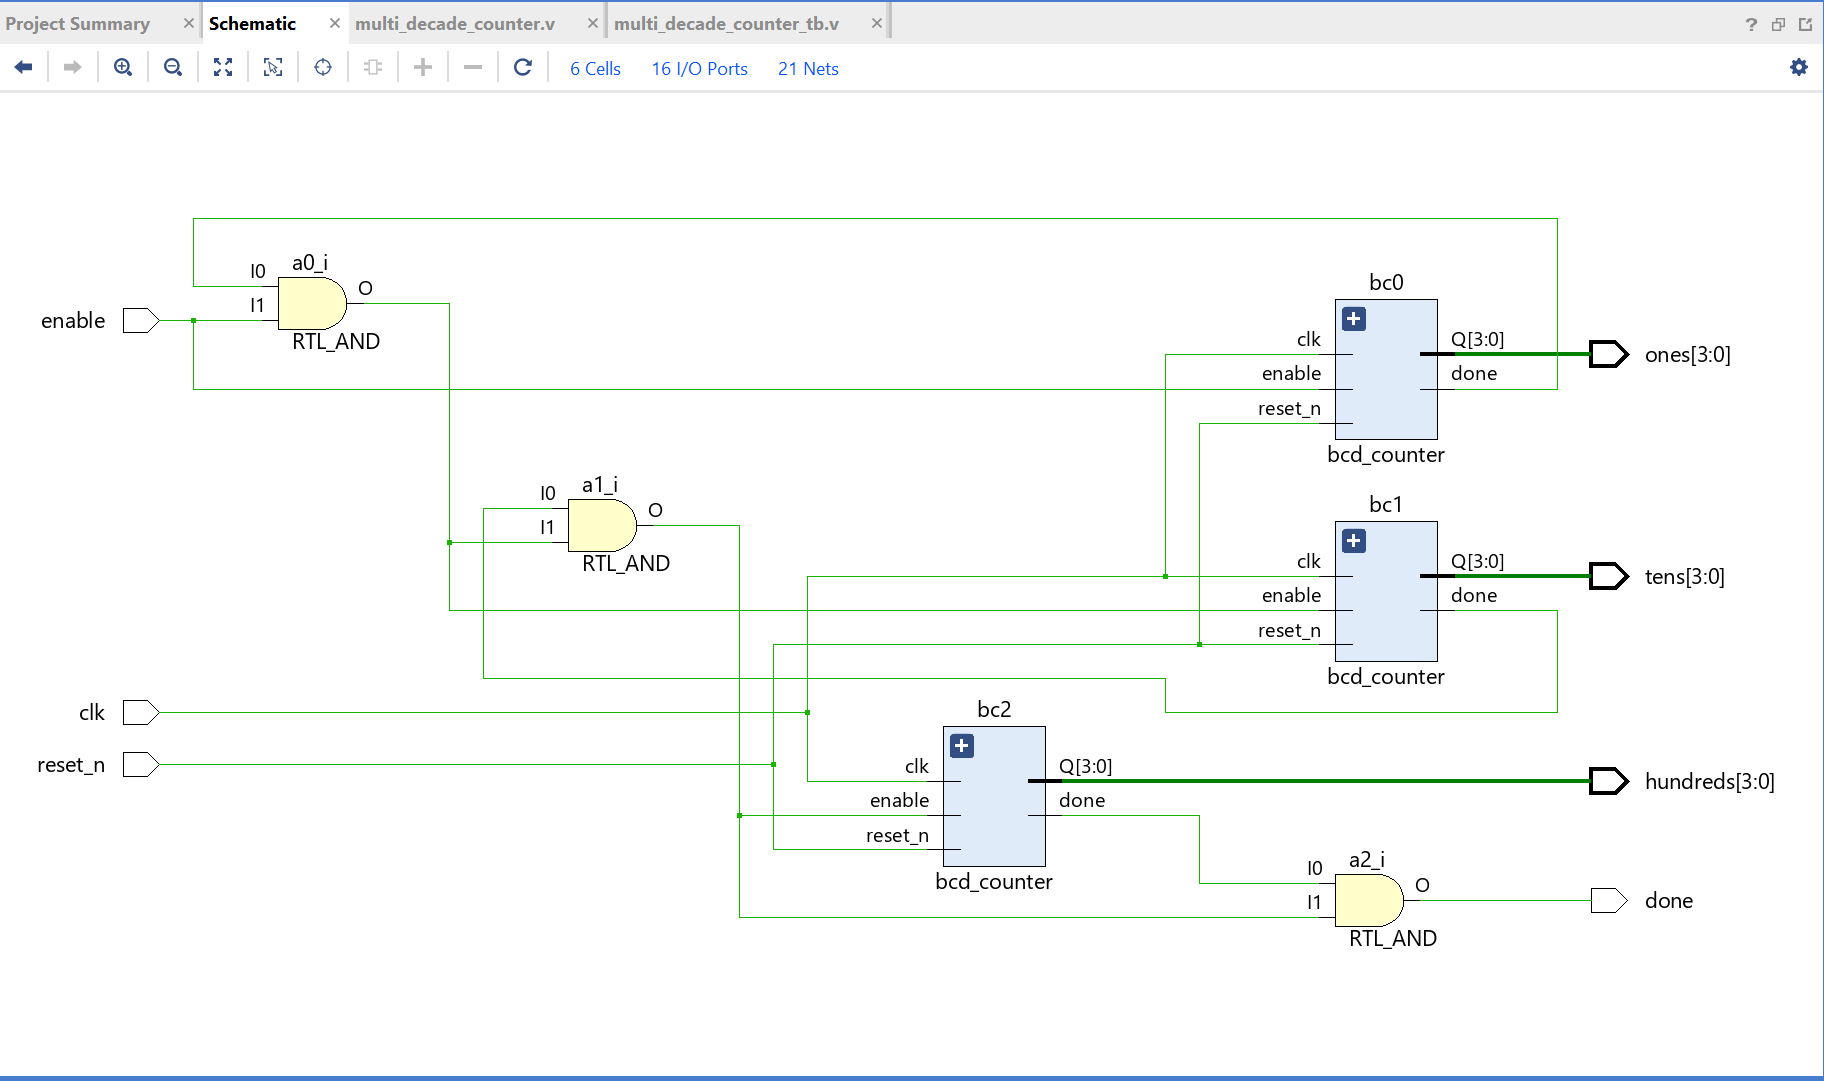 Project Summary × Schematic × multi_decade_counter.v × multi_decade_counter_tb.v × ?
6 Cells 16 I/O Ports 21 Nets
a0_i
I0
O
I1
enable
RTL_AND
bc0
clk
Q[3:0]
ones[3:0]
enable
done
reset_n
bcd_counter
a1_i
I0
O
I1
RTL_AND
bc1
clk
Q[3:0]
tens[3:0]
enable
done
reset_n
bcd_counter
clk
reset_n
bc2
clk
Q[3:0]
hundreds[3:0]
enable
done
reset_n
bcd_counter
a2_i
I0
O
I1
done
RTL_AND